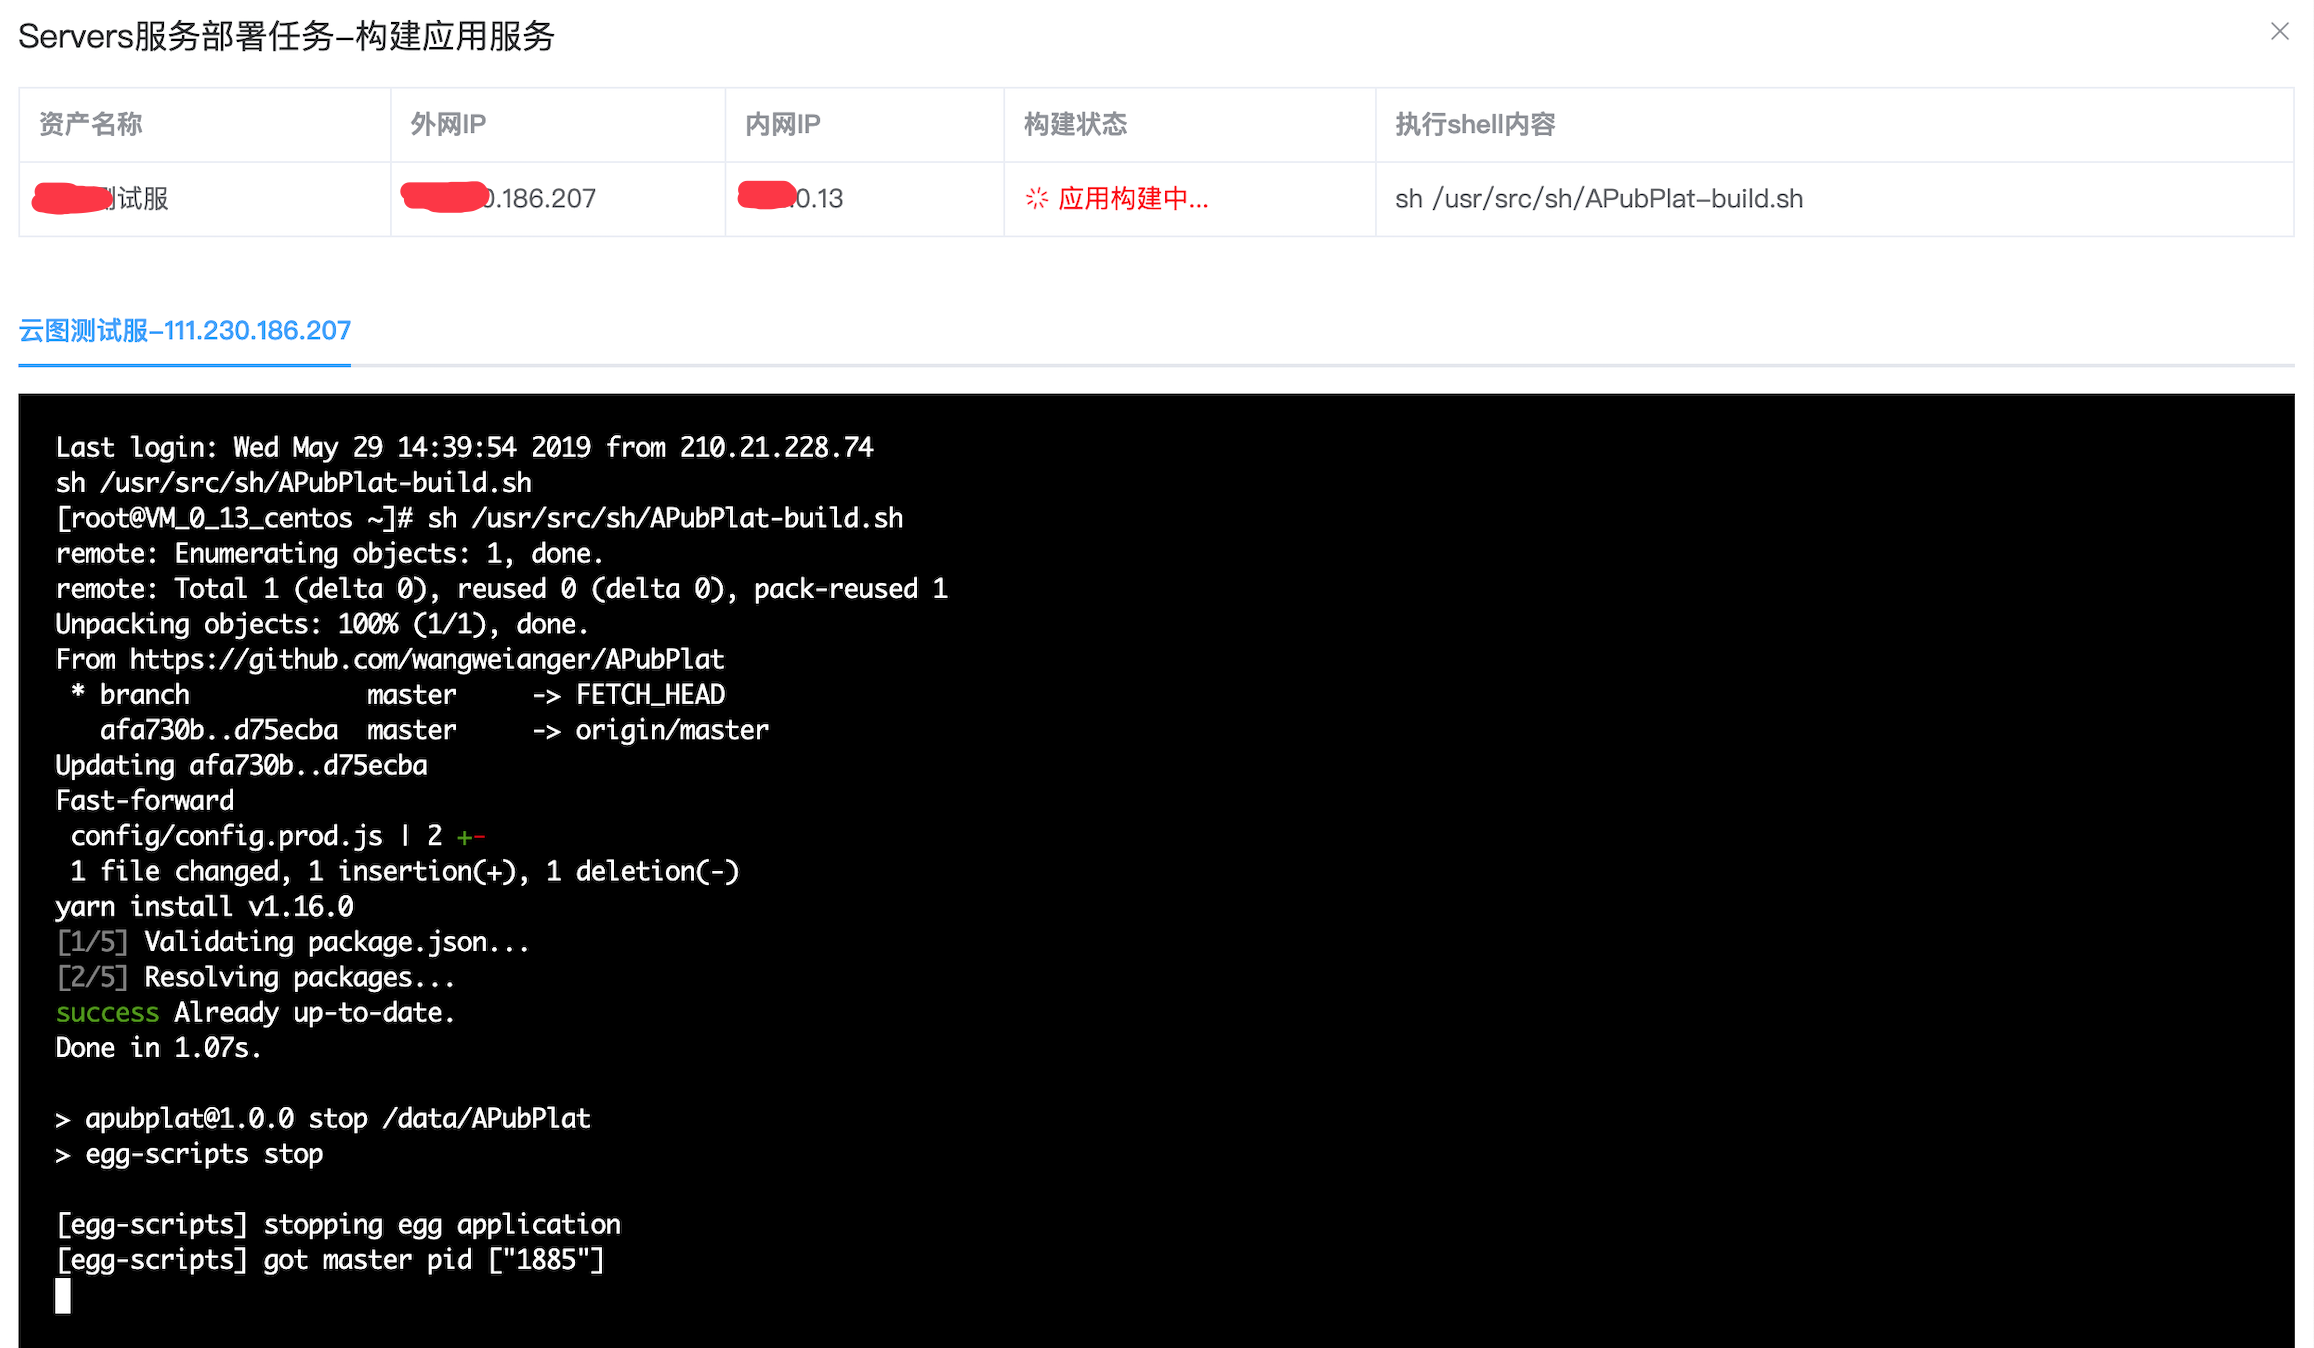 Servers服务部署任务-构建应用服务
资产名称 外网IP 内网IP 构建状态 执行shell内容
试服 .186.207 0.13 应用构建中... sh /usr/src/sh/APubPlat-build.sh
云图测试服-111.230.186.207
Last login: Wed May 29 14:39:54 2019 from 210.21.228.74
sh /usr/src/sh/APubPlat-build.sh
[root@VM_0_13_centos ~]# sh /usr/src/sh/APubPlat-build.sh
remote: Enumerating objects: 1, done.
remote: Total 1 (delta 0), reused 0 (delta 0), pack-reused 1
Unpacking objects: 100% (1/1), done.
From https://github.com/wangweianger/APubPlat
 * branch            master     -> FETCH_HEAD
   afa730b..d75ecba  master     -> origin/master
Updating afa730b..d75ecba
Fast-forward
 config/config.prod.js | 2 +-
 1 file changed, 1 insertion(+), 1 deletion(-)
yarn install v1.16.0
[1/5] Validating package.json...
[2/5] Resolving packages...
success Already up-to-date.
Done in 1.07s.
> apubplat@1.0.0 stop /data/APubPlat
> egg-scripts stop
[egg-scripts] stopping egg application
[egg-scripts] got master pid ["1885"]